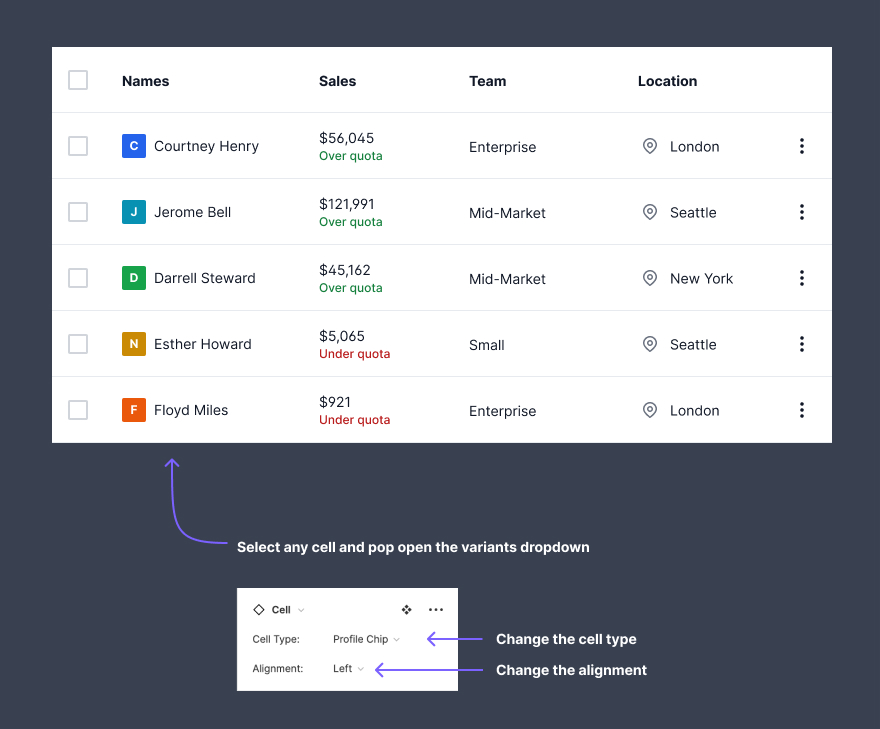 Names Sales Team Location
C Courtney Henry $56,045 Over quota Enterprise London
J Jerome Bell $121,991 Over quota Mid-Market Seattle
D Darrell Steward $45,162 Over quota Mid-Market New York
N Esther Howard $5,065 Under quota Small Seattle
F Floyd Miles $921 Under quota Enterprise London
Select any cell and pop open the variants dropdown
Cell
Cell Type: Profile Chip
Change the cell type
Alignment: Left
Change the alignment